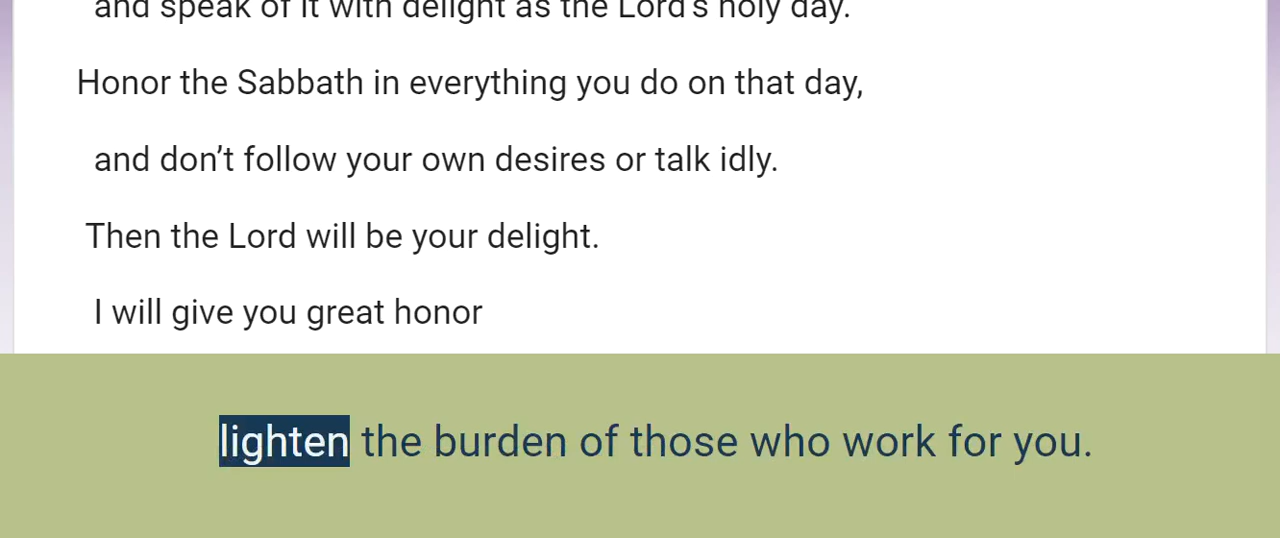 and speak of it with delight as the Lord's holy day.
Honor the Sabbath in everything you do on that day,
and don’t follow your own desires or talk idly.
Then the Lord will be your delight.
I will give you great honor
lighten the burden of those who work for you.